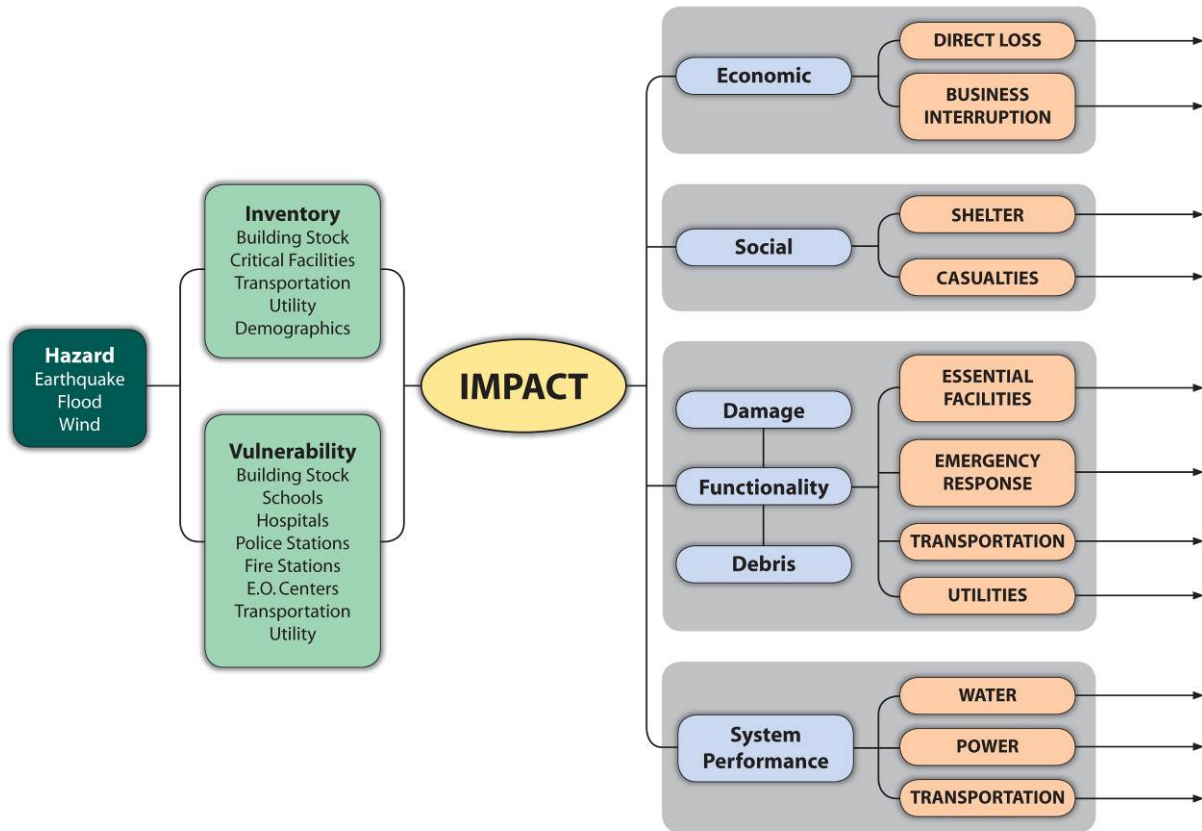 Hazard
Earthquake
Flood
Wind
Inventory
Building Stock
Critical Facilities
Transportation
Utility
Demographics
Vulnerability
Building Stock
Schools
Hospitals
Police Stations
Fire Stations
E.O. Centers
Transportation
Utility
IMPACT
Economic
DIRECT LOSS
BUSINESS
INTERRUPTION
Social
SHELTER
CASUALTIES
Damage
Functionality
Debris
ESSENTIAL
FACILITIES
EMERGENCY
RESPONSE
TRANSPORTATION
UTILITIES
System
Performance
WATER
POWER
TRANSPORTATION